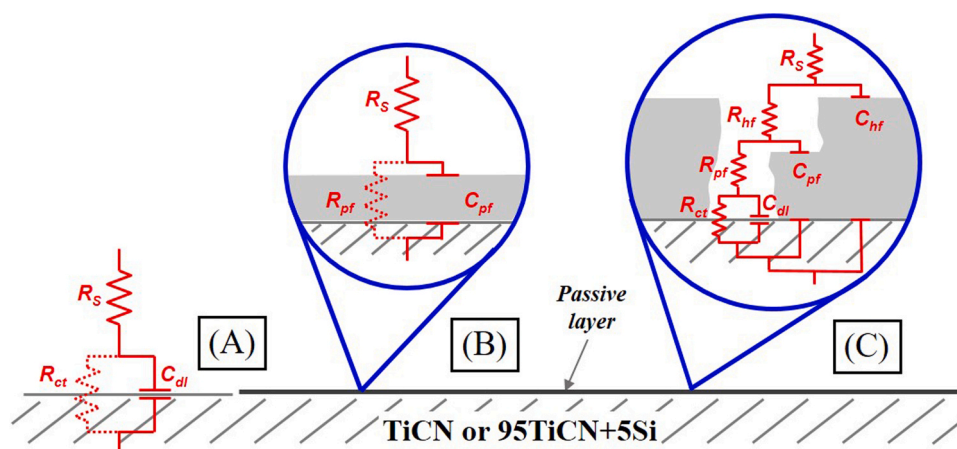 R_S
R_ct
C_dl
(A)
R_S
R_pf
C_pf
(B)
Passive
layer
R_S
R_hf
C_hf
R_pf
C_pf
R_ct
C_dl
(C)
TiCN or 95TiCN+5Si